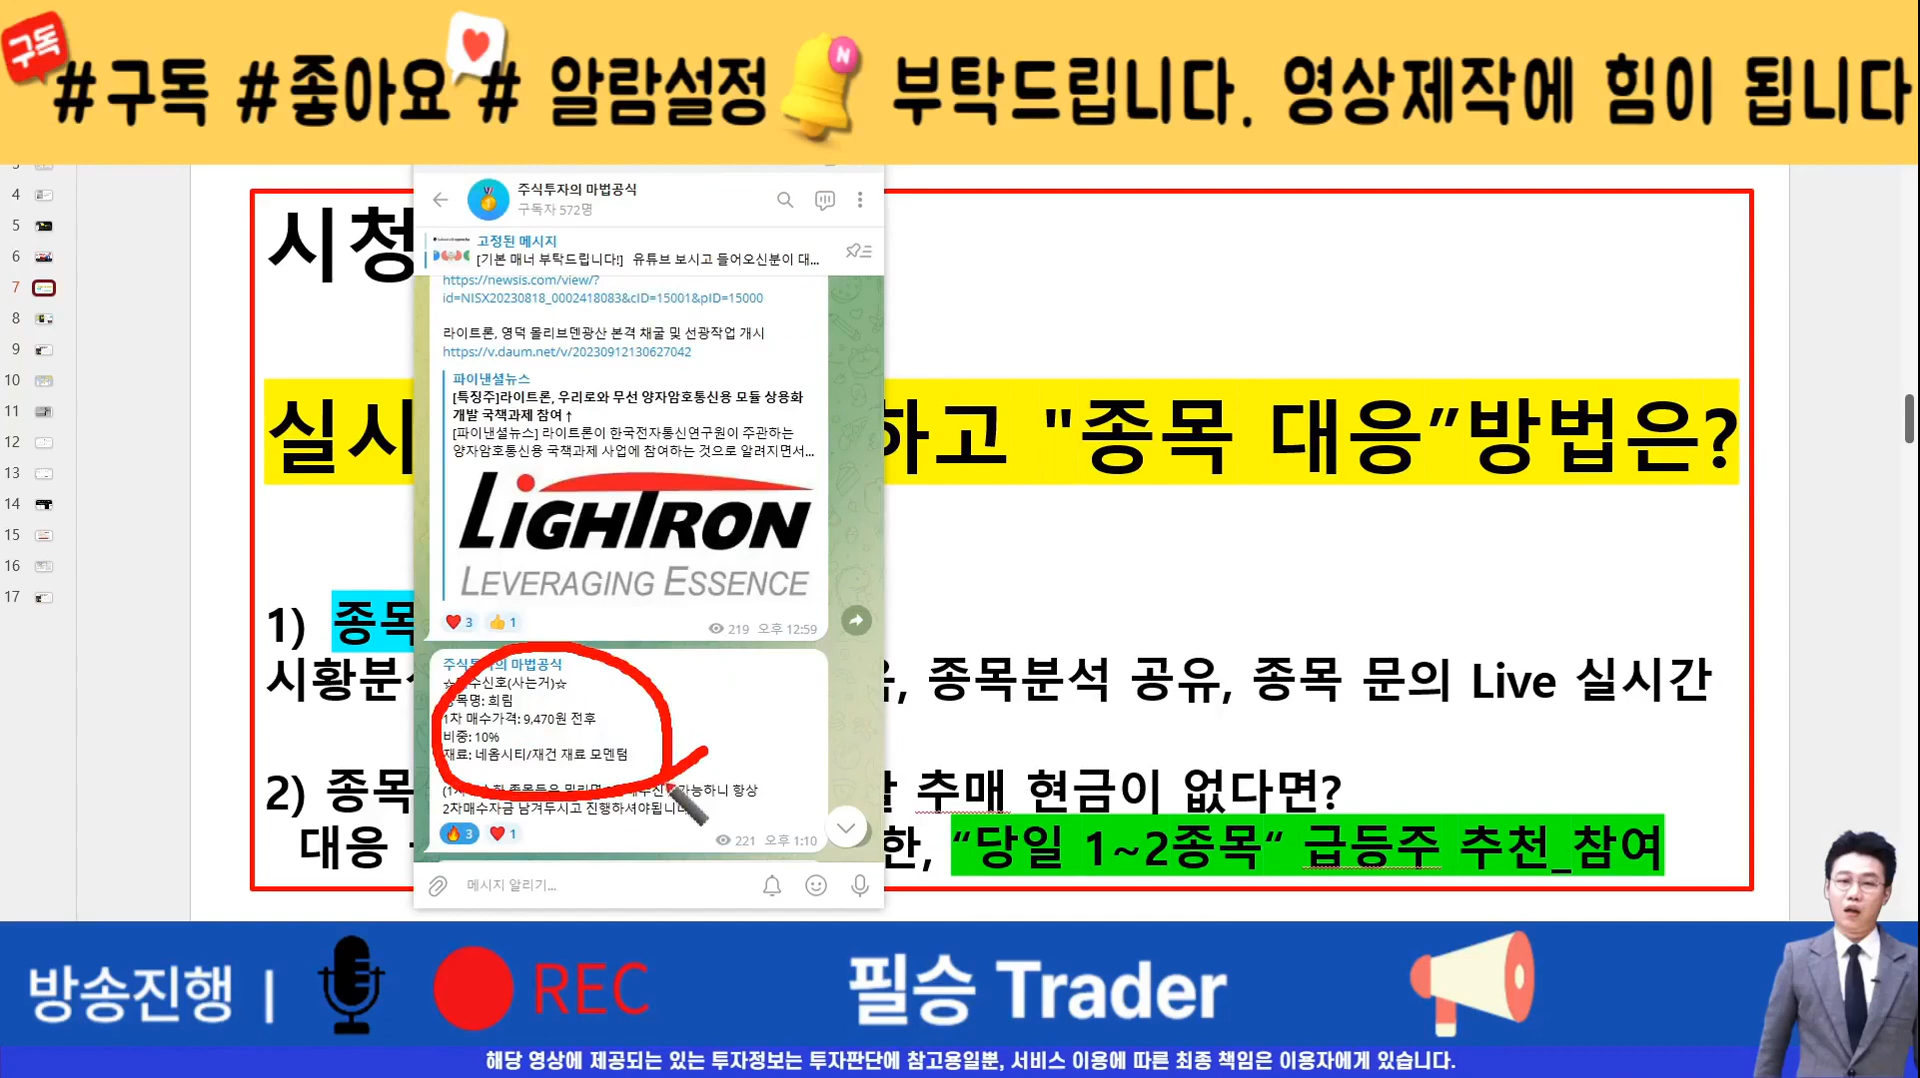 구독
#구독 #좋아요 # 알람설정 N 부탁드립니다. 영상제작에 힘이 됩니다
4
5
6
7
8
9
10
11
12
13
14
15
16
17
시청
실시 하고 "종목 대응”방법은?
1) 종목
시황분 , 종목분석 공유, 종목 문의 Live 실시간
2) 종목 추매 현금이 없다면?
대응 한, “당일 1~2종목“ 급등주 추천_참여
주식투자의 마법공식
구독자 572명
고정된 메시지
[기본 매너 부탁드립니다!] 유튜브 보시고 들어오신분이 대...
https://newsis.com/view/?
id=NISX20230818_0002418083&cID=15001&pID=15000
라이트론, 영덕 몰리브덴광산 본격 채굴 및 선광작업 개시
https://v.daum.net/v/20230912130627042
파이낸셜뉴스
[특징주]라이트론, 우리로와 무선 양자암호통신용 모듈 상용화
개발 국책과제 참여↑
[파이낸셜뉴스] 라이트론이 한국전자통신연구원이 주관하는
양자암호통신용 국책과제 사업에 참여하는 것으로 알려지면서...
LIGHTRON
LEVERAGING ESSENCE
3 1
219 오후 12:59
주식투자의 마법공식
☆매수신호(사는거)☆
종목명: 희림
1차 매수가격: 9,470원 전후
비중: 10%
재료: 네옴시티/재건 재료 모멘텀
가능하니 항상
2차매수자금 남겨두시고 진행하셔야됩니다
3 1
221 오후 1:10
메시지 알리기...
방송진행 | REC 필승 Trader
해당 영상에 제공되는 있는 투자정보는 투자판단에 참고용일뿐, 서비스 이용에 따른 최종 책임은 이용자에게 있습니다.